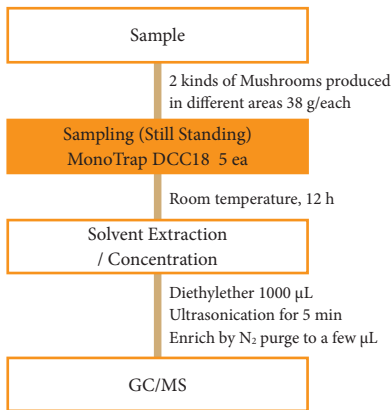 Sample
2 kinds of Mushrooms produced
in different areas 38 g/each
Sampling (Still Standing)
MonoTrap DCC18  5 ea
Room temperature, 12 h
Solvent Extraction
/ Concentration
Diethylether 1000 μL
Ultrasonication for 5 min
Enrich by N₂ purge to a few μL
GC/MS